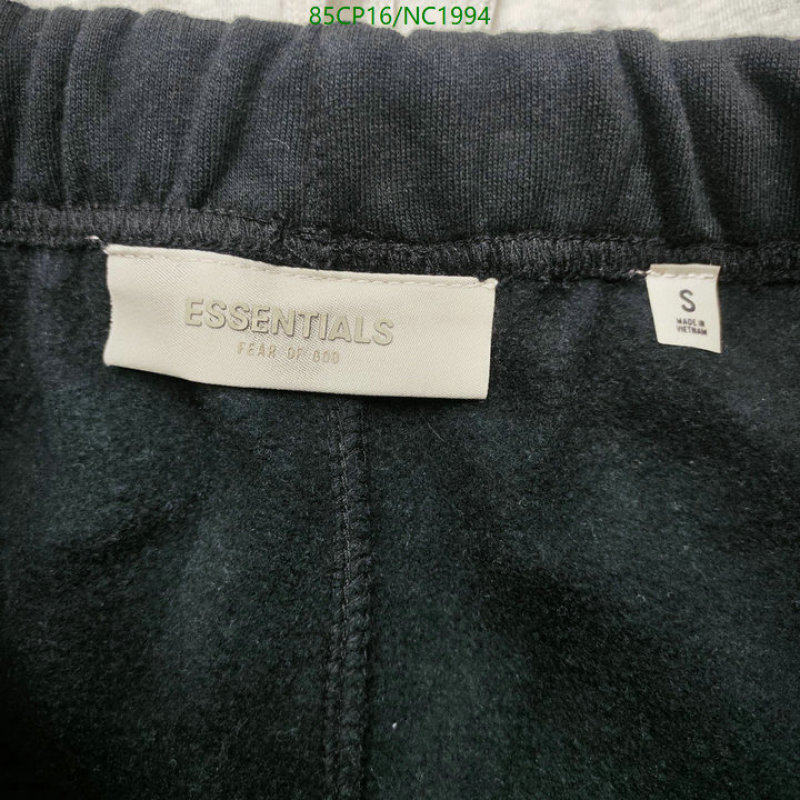 85CP16/NC1994
ESSENTIALS
FEAR OF GOD
S
MADE IN
VIETNAM